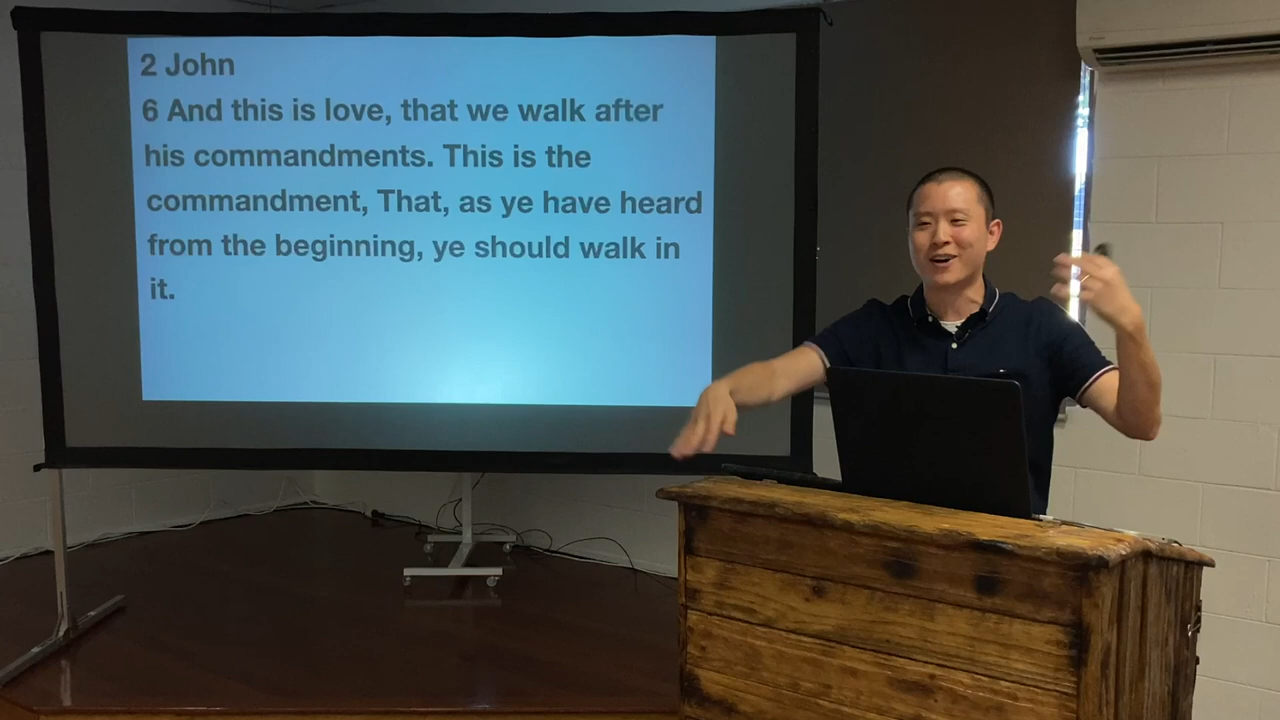 2 John
6 And this is love, that we walk after
his commandments. This is the
commandment, That, as ye have heard
from the beginning, ye should walk in
it.